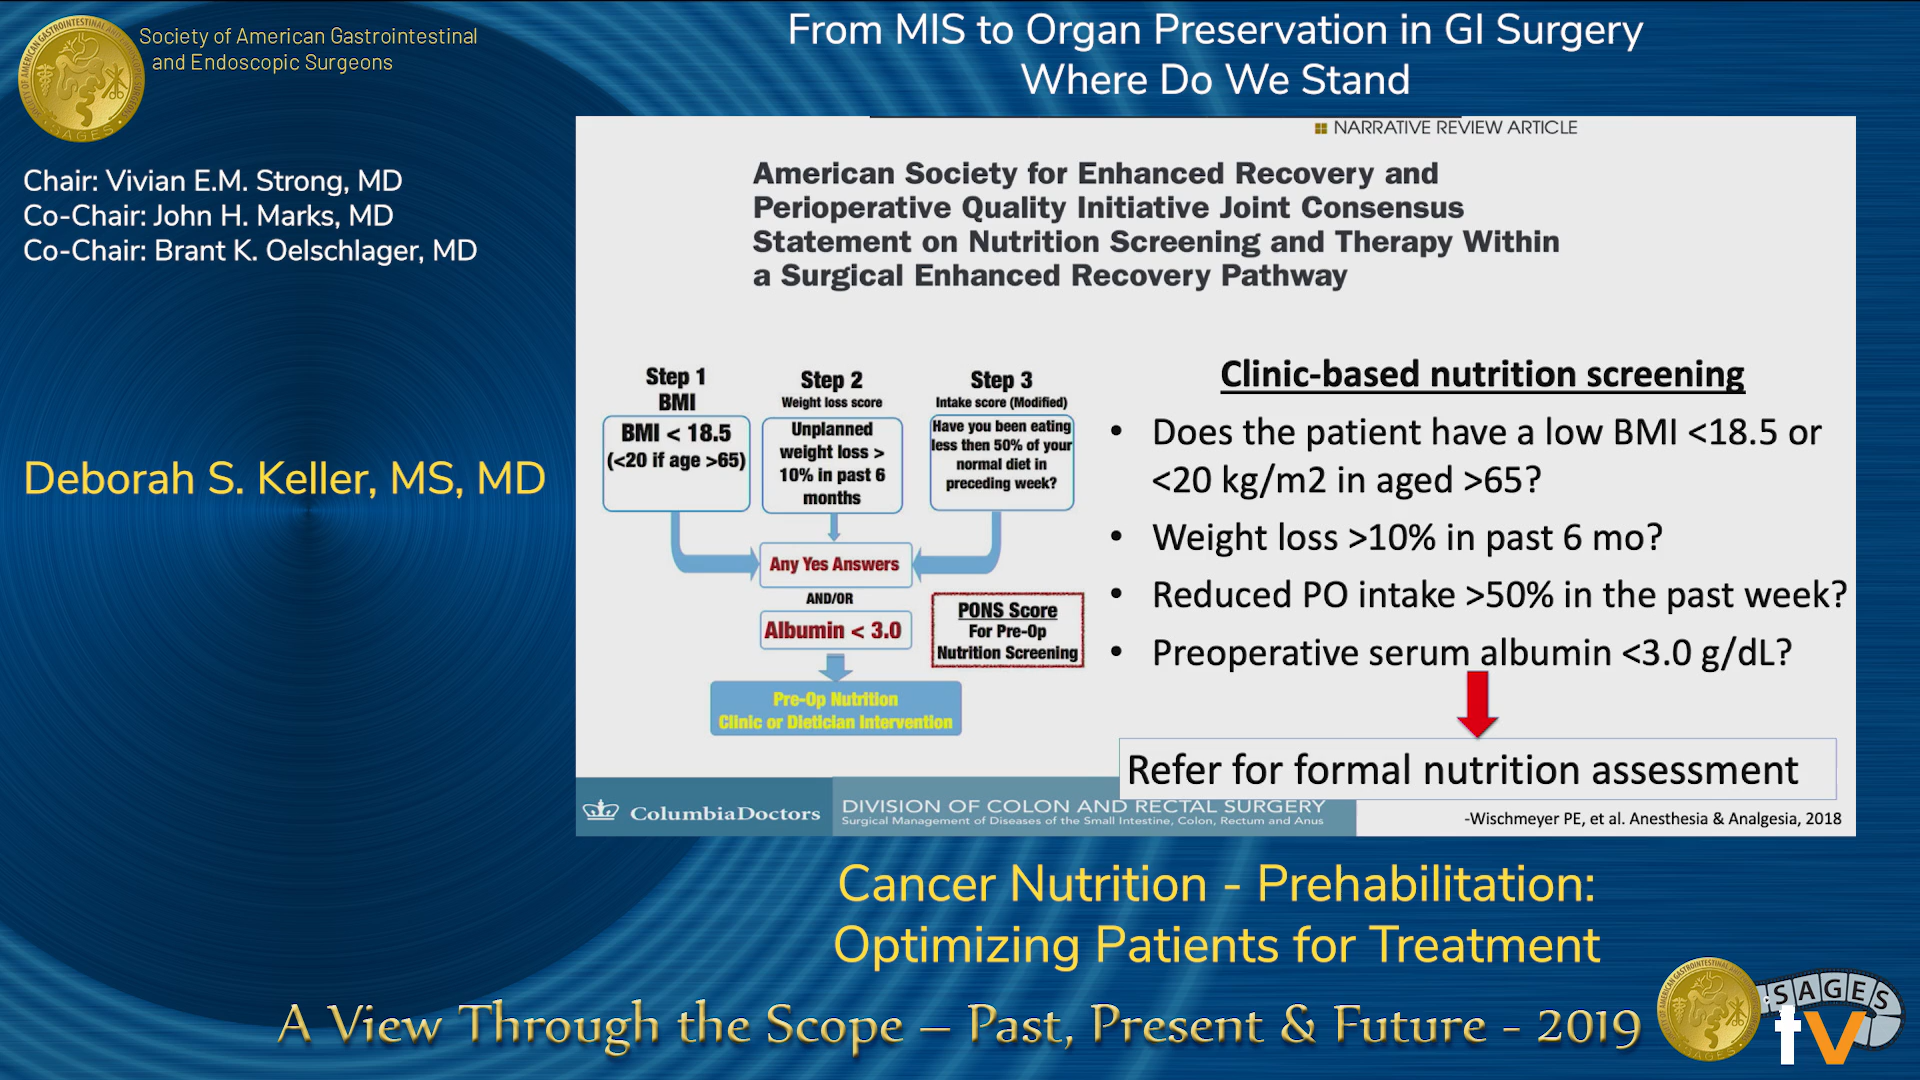 Society of American Gastrointestinal
and Endoscopic Surgeons
From MIS to Organ Preservation in GI Surgery
Where Do We Stand
Chair: Vivian E.M. Strong, MD
Co-Chair: John H. Marks, MD
Co-Chair: Brant K. Oelschlager, MD
Deborah S. Keller, MS, MD
NARRATIVE REVIEW ARTICLE
American Society for Enhanced Recovery and
Perioperative Quality Initiative Joint Consensus
Statement on Nutrition Screening and Therapy Within
a Surgical Enhanced Recovery Pathway
Step 1
BMI
BMI < 18.5
(<20 if age >65)
Step 2
Weight loss score
Unplanned
weight loss >
10% in past 6
months
Step 3
Intake score (Modified)
Have you been eating
less then 50% of your
normal diet in
preceding week?
Any Yes Answers
AND/OR
Albumin < 3.0
PONS Score
For Pre-Op
Nutrition Screening
Pre-Op Nutrition
Clinic or Dietician Intervention
Clinic-based nutrition screening
• Does the patient have a low BMI <18.5 or
<20 kg/m2 in aged >65?
• Weight loss >10% in past 6 mo?
• Reduced PO intake >50% in the past week?
• Preoperative serum albumin <3.0 g/dL?
Refer for formal nutrition assessment
ColumbiaDoctors
DIVISION OF COLON AND RECTAL SURGERY
Surgical Management of Diseases of the Small Intestine, Colon, Rectum and Anus
-Wischmeyer PE, et al. Anesthesia & Analgesia, 2018
Cancer Nutrition - Prehabilitation:
Optimizing Patients for Treatment
A View Through the Scope – Past, Present & Future - 2019
SAGES
tv